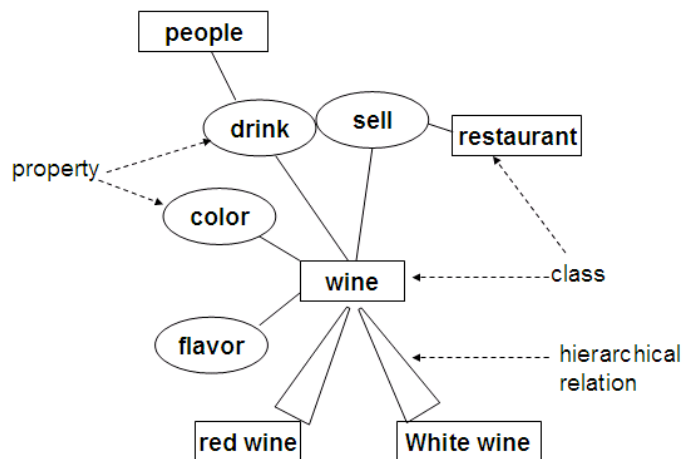 people
drink
sell
restaurant
property
color
wine
class
flavor
hierarchical
relation
red wine
White wine